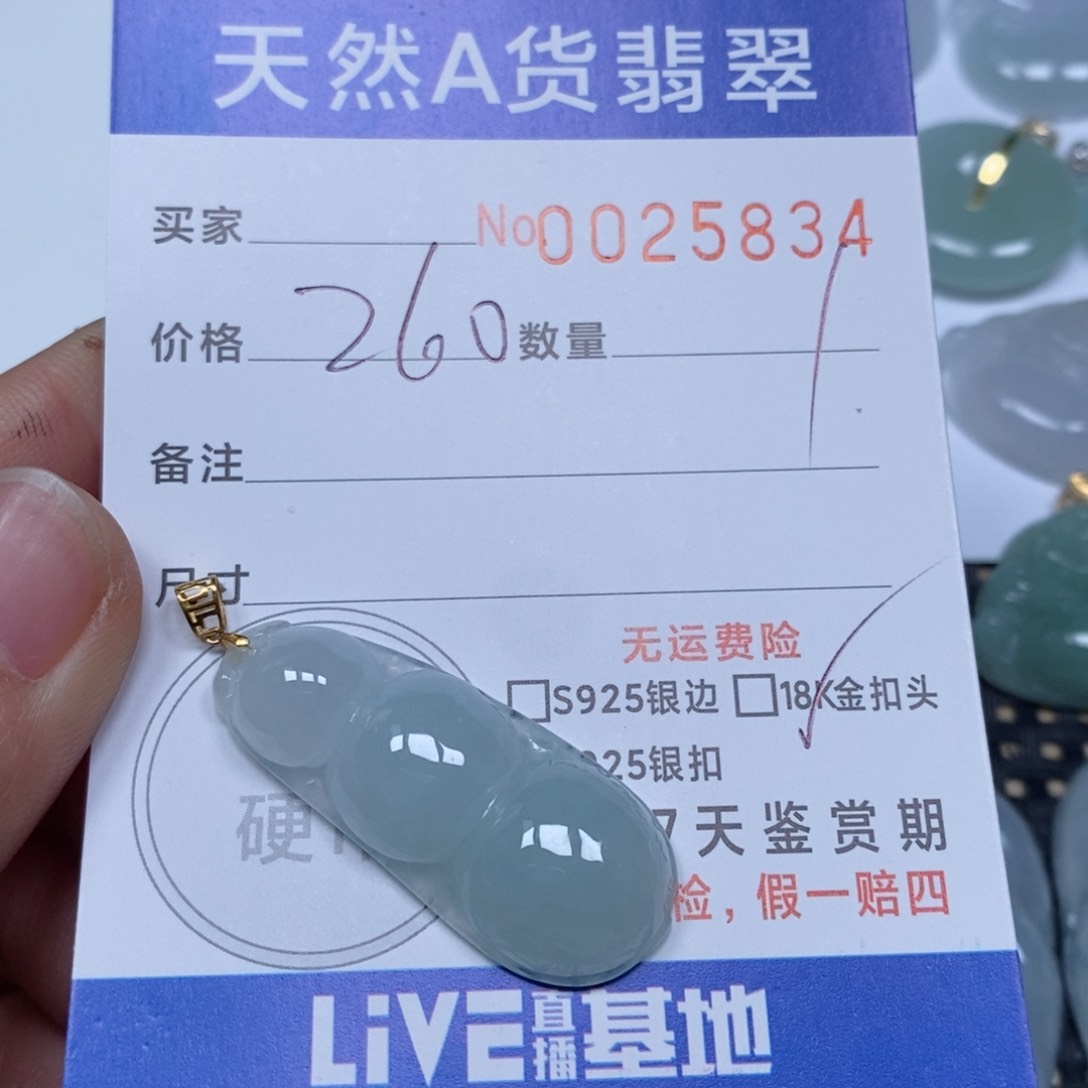 天然A货翡翠
买家 No0025834
价格 260 数量
备注
尺寸
无运费险
□S925银边 □18K金扣头
925银扣
7天鉴赏期
检，假一赔四
硬
LiVE直播基地